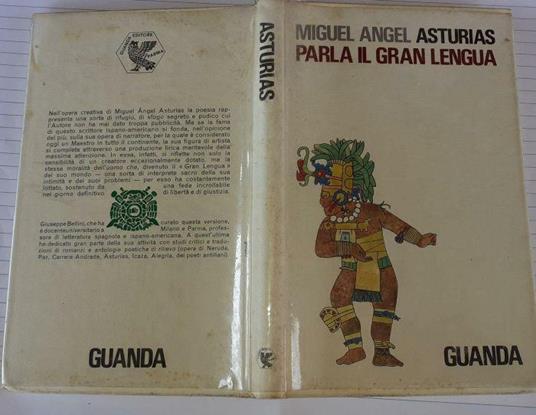 GUANDA EDITORE
PARMA
Nell'opera creativa di Miguel Ángel Asturias la poesia rap-
presenta una sorta di rifugio, di sfogo segreto e pudico cui
l'Autore non ha mai dato troppa pubblicità. Ma se la fama
di questo scrittore ispano-americano si fonda, nell'opinione
dei più, sulla sua opera di narratore, per la quale è considerato
oggi un Maestro in tutto il continente, la sua figura di artista
si completa attraverso una produzione lirica meritevole della
massima attenzione. In essa, infatti, si riflette non solo la
sensibilità di un creatore eccezionalmente dotato, ma la
stessa moralità dell'uomo che, divenuto il « Gran Lengua »
del suo mondo — una sorta di interprete sacro della sua
intimità e dei suoi problemi — per esso ha costantemente
lottato, sostenuto da una fede incrollabile
nel giorno definitivo di libertà e di giustizia.
Giuseppe Bellini, che ha curato questa versione,
è docente universitario a Milano e Parma, profes-
sore di letteratura spagnola e ispano-americana. A quest'ultima
ha dedicato gran parte della sua attività con studi critici e tradu-
zioni di romanzi e antologie poetiche di rilievo (opere di Neruda,
Paz, Carrera Andrade, Asturias, Icaza, Alegría, dei poeti antillani).
GUANDA
ASTURIAS
MIGUEL ANGEL ASTURIAS
PARLA IL GRAN LENGUA
GUANDA